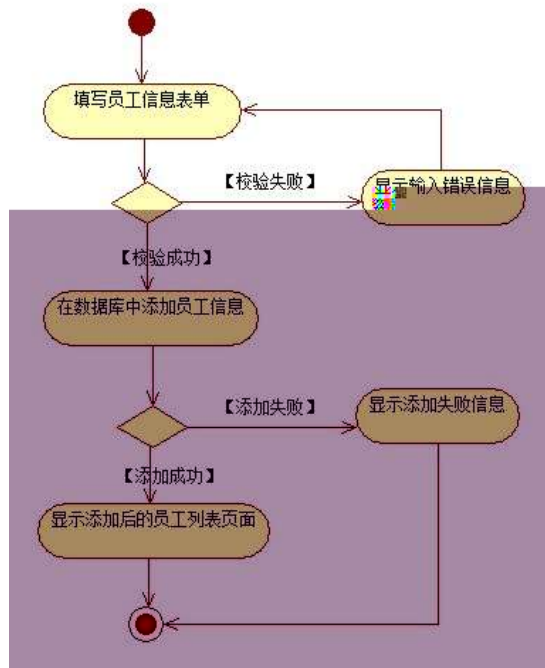 填写员工信息表单
【校验失败】
显示输入错误信息
【校验成功】
在数据库中添加员工信息
【添加失败】
显示添加失败信息
【添加成功】
显示添加后的员工列表页面